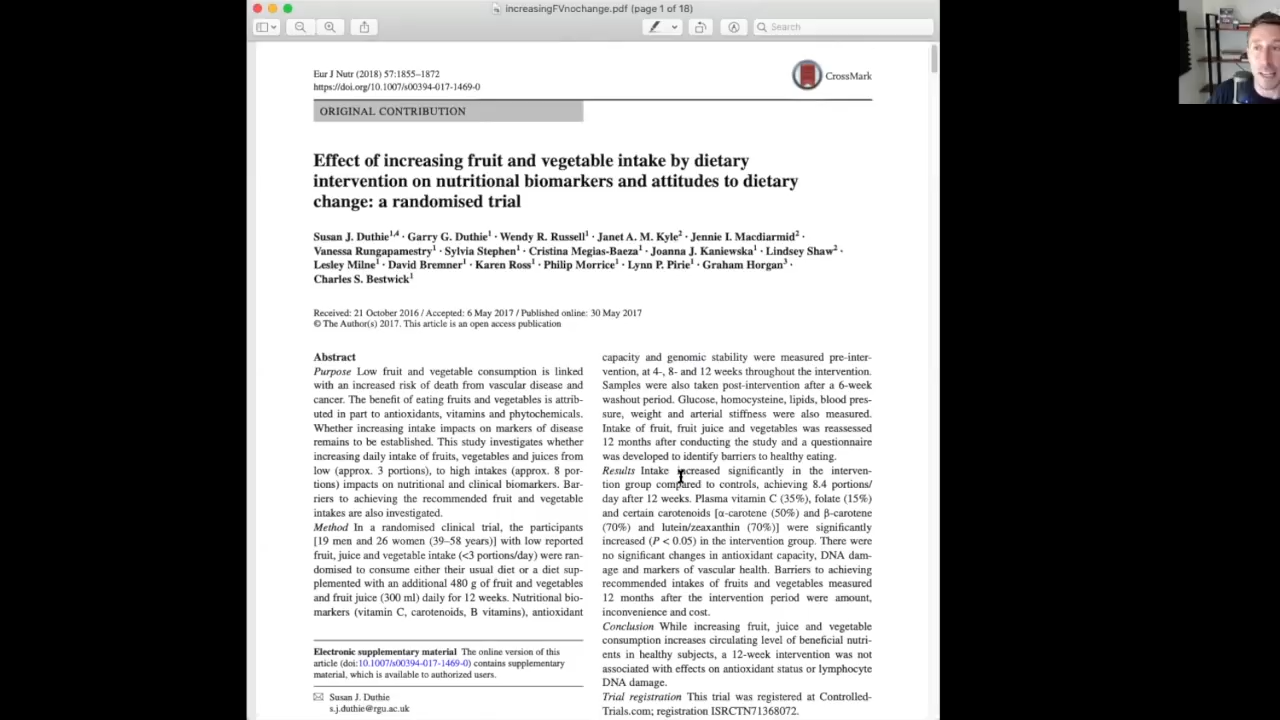 increasingFVnochange.pdf (page 1 of 18)
Search
Eur J Nutr (2018) 57:1855–1872
https://doi.org/10.1007/s00394-017-1469-0
CrossMark
ORIGINAL CONTRIBUTION
Effect of increasing fruit and vegetable intake by dietary
intervention on nutritional biomarkers and attitudes to dietary
change: a randomised trial
Susan J. Duthie1,4 · Garry G. Duthie1 · Wendy R. Russell1 · Janet A. M. Kyle2 · Jennie I. Macdiarmid2 ·
Vanessa Rungapamestry1 · Sylvia Stephen1 · Cristina Megias-Baeza1 · Joanna J. Kaniewska1 · Lindsey Shaw2 ·
Lesley Milne1 · David Bremner1 · Karen Ross1 · Philip Morrice1 · Lynn P. Pirie1 · Graham Horgan3 ·
Charles S. Bestwick1
Received: 21 October 2016 / Accepted: 6 May 2017 / Published online: 30 May 2017
© The Author(s) 2017. This article is an open access publication
Abstract
Purpose Low fruit and vegetable consumption is linked
with an increased risk of death from vascular disease and
cancer. The benefit of eating fruits and vegetables is attrib-
uted in part to antioxidants, vitamins and phytochemicals.
Whether increasing intake impacts on markers of disease
remains to be established. This study investigates whether
increasing daily intake of fruits, vegetables and juices from
low (approx. 3 portions), to high intakes (approx. 8 por-
tions) impacts on nutritional and clinical biomarkers. Bar-
riers to achieving the recommended fruit and vegetable
intakes are also investigated.
Method In a randomised clinical trial, the participants
[19 men and 26 women (39–58 years)] with low reported
fruit, juice and vegetable intake (<3 portions/day) were ran-
domised to consume either their usual diet or a diet sup-
plemented with an additional 480 g of fruit and vegetables
and fruit juice (300 ml) daily for 12 weeks. Nutritional bio-
markers (vitamin C, carotenoids, B vitamins), antioxidant
capacity and genomic stability were measured pre-inter-
vention, at 4-, 8- and 12 weeks throughout the intervention.
Samples were also taken post-intervention after a 6-week
washout period. Glucose, homocysteine, lipids, blood pres-
sure, weight and arterial stiffness were also measured.
Intake of fruit, fruit juice and vegetables was reassessed
12 months after conducting the study and a questionnaire
was developed to identify barriers to healthy eating.
Results Intake increased significantly in the interven-
tion group compared to controls, achieving 8.4 portions/
day after 12 weeks. Plasma vitamin C (35%), folate (15%)
and certain carotenoids [α-carotene (50%) and β-carotene
(70%) and lutein/zeaxanthin (70%)] were significantly
increased (P < 0.05) in the intervention group. There were
no significant changes in antioxidant capacity, DNA dam-
age and markers of vascular health. Barriers to achieving
recommended intakes of fruits and vegetables measured
12 months after the intervention period were amount,
inconvenience and cost.
Conclusion While increasing fruit, juice and vegetable
consumption increases circulating level of beneficial nutri-
ents in healthy subjects, a 12-week intervention was not
associated with effects on antioxidant status or lymphocyte
DNA damage.
Trial registration This trial was registered at Controlled-
Trials.com; registration ISRCTN71368072.
Electronic supplementary material The online version of this
article (doi:10.1007/s00394-017-1469-0) contains supplementary
material, which is available to authorized users.
Susan J. Duthie
s.j.duthie@rgu.ac.uk